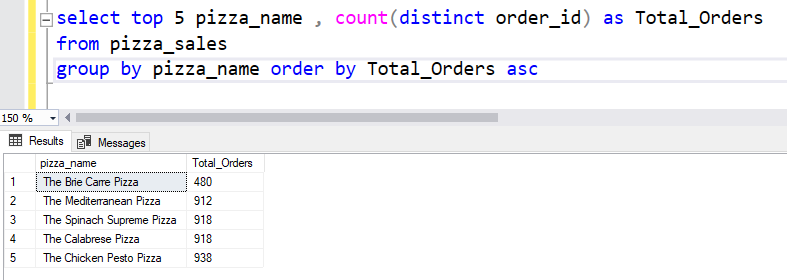 select top 5 pizza_name , count(distinct order_id) as Total_Orders
from pizza_sales
group by pizza_name order by Total_Orders asc
150 %
Results Messages
pizza_name Total_Orders
1 The Brie Carre Pizza 480
2 The Mediterranean Pizza 912
3 The Spinach Supreme Pizza 918
4 The Calabrese Pizza 918
5 The Chicken Pesto Pizza 938